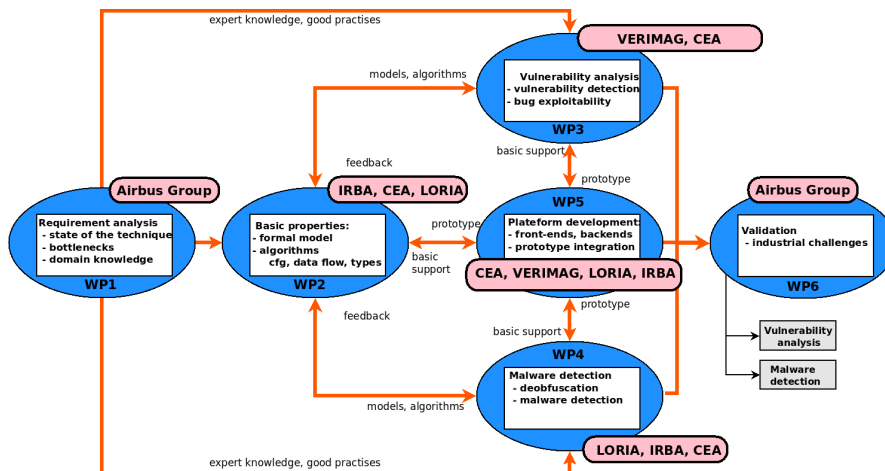 expert knowledge, good practises
VERIMAG, CEA
models, algorithms
Vulnerability analysis
- vulnerability detection
- bug exploitability
WP3
basic support
feedback
prototype
Airbus Group
IRBA, CEA, LORIA
WP5
Airbus Group
Requirement analysis
- state of the technique
- bottlenecks
- domain knowledge
WP1
Basic properties:
- formal model
- algorithms
cfg, data flow, types
WP2
prototype
basic
support
Plateform development:
- front-ends, backends
- prototype integration
CEA, VERIMAG, LORIA, IRBA
Validation
- industrial challenges
WP6
feedback
prototype
basic support
WP4
Vulnerability
analysis
Malware
detection
Malware detection
- deobfuscation
- malware detection
models, algorithms
LORIA, IRBA, CEA
expert knowledge, good practises